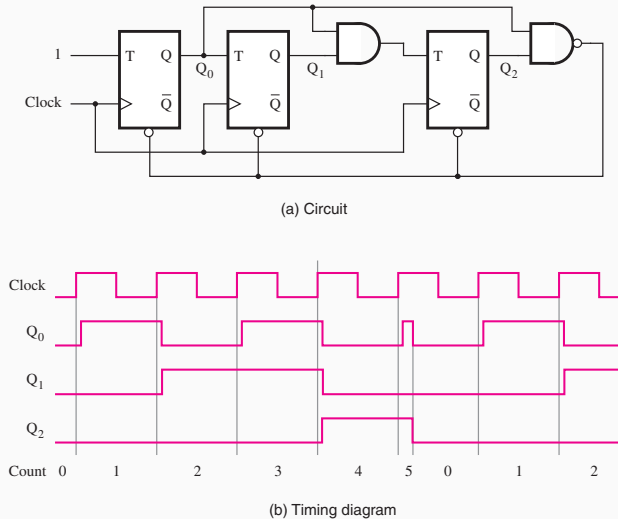 1 T Q T Q T Q
Q0 Q1 Q2
Clock Q̅ Q̅ Q̅
(a) Circuit
Clock
Q0
Q1
Q2
Count 0 1 2 3 4 5 0 1 2
(b) Timing diagram